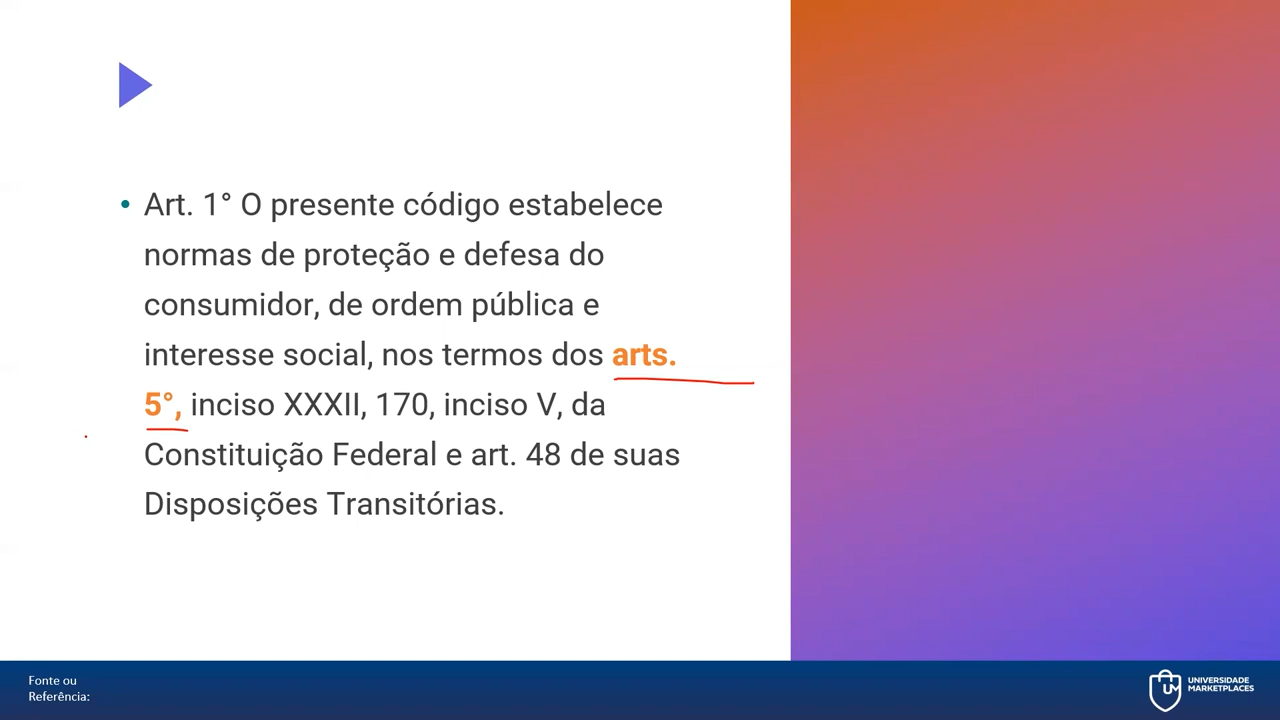 • Art. 1° O presente código estabelece
normas de proteção e defesa do
consumidor, de ordem pública e
interesse social, nos termos dos arts.
5°, inciso XXXII, 170, inciso V, da
Constituição Federal e art. 48 de suas
Disposições Transitórias.
Fonte ou
Referência:
UM
UNIVERSIDADE
MARKETPLACES